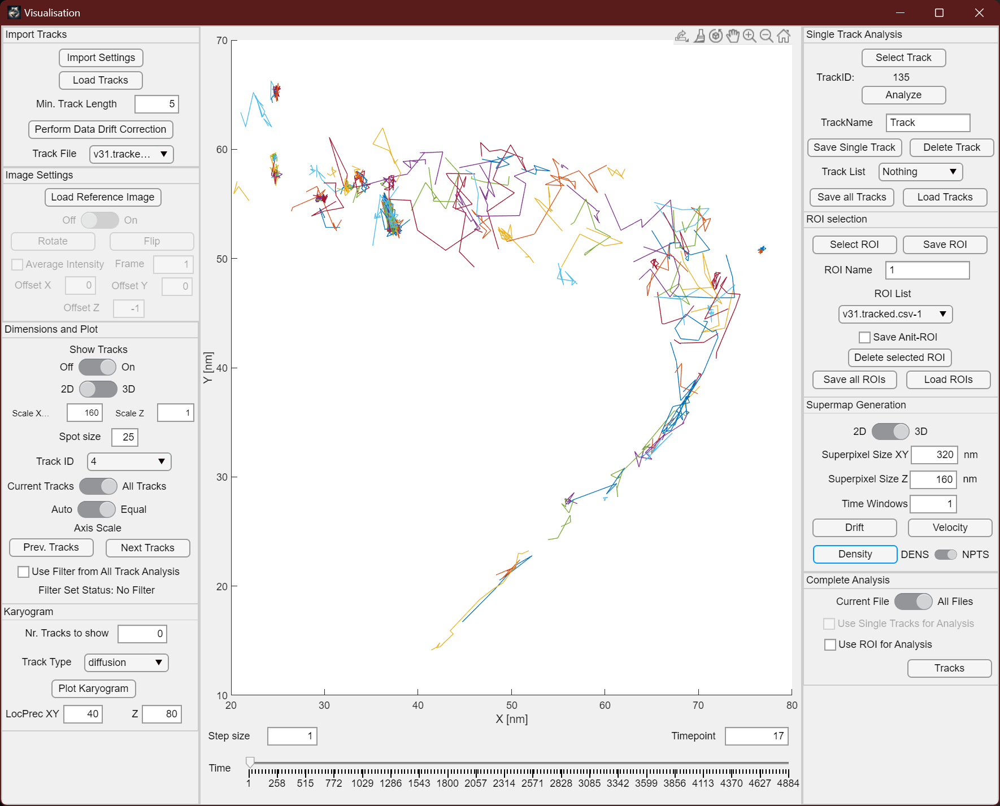 Visualisation
Import Tracks
Import Settings
Load Tracks
Min. Track Length 5
Perform Data Drift Correction
Track File v31.tracke...
Image Settings
Load Reference Image
Off On
Rotate Flip
Average Intensity Frame 1
Offset X 0 Offset Y 0
Offset Z -1
Dimensions and Plot
Show Tracks
Off On
2D 3D
Scale X... 160 Scale Z 1
Spot size 25
Track ID 4
Current Tracks All Tracks
Auto Equal
Axis Scale
Prev. Tracks Next Tracks
Use Filter from All Track Analysis
Filter Set Status: No Filter
Karyogram
Nr. Tracks to show 0
Track Type diffusion
Plot Karyogram
LocPrec XY 40 Z 80
70
60
50
40
30
20
10
Y [nm]
20 30 40 50 60 70 80
X [nm]
Step size 1 Timepoint 17
Time
1 258 515 772 1029 1286 1543 1800 2057 2314 2571 2828 3085 3342 3599 3856 4113 4370 4627 4884
Single Track Analysis
Select Track
TrackID: 135
Analyze
TrackName Track
Save Single Track Delete Track
Track List Nothing
Save all Tracks Load Tracks
ROI selection
Select ROI Save ROI
ROI Name 1
ROI List
v31.tracked.csv-1
Save Anit-ROI
Delete selected ROI
Save all ROIs Load ROIs
Supermap Generation
2D 3D
Superpixel Size XY 320 nm
Superpixel Size Z 160 nm
Time Windows 1
Drift Velocity
Density DENS NPTS
Complete Analysis
Current File All Files
Use Single Tracks for Analysis
Use ROI for Analysis
Tracks